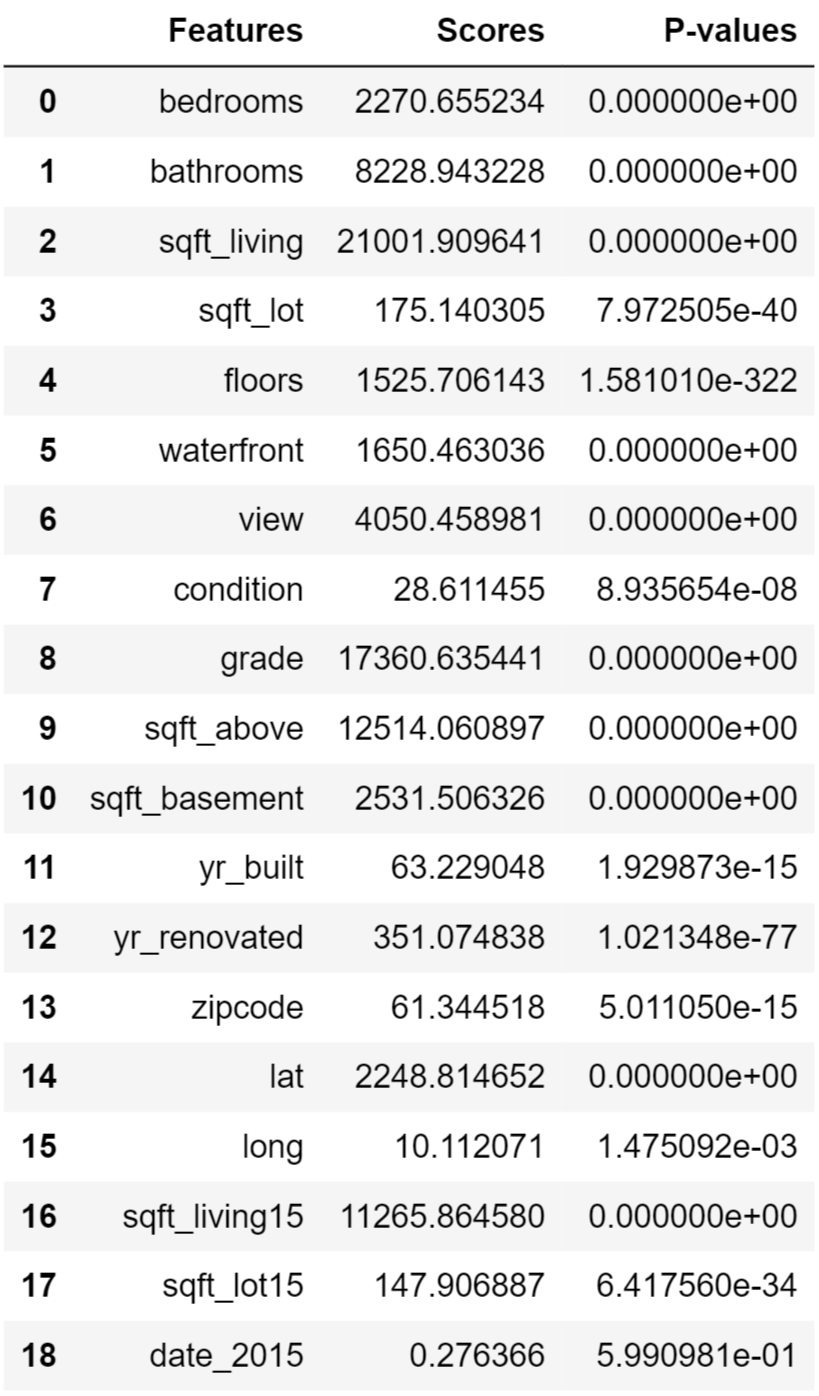 Features Scores P-values
0 bedrooms 2270.655234 0.000000e+00
1 bathrooms 8228.943228 0.000000e+00
2 sqft_living 21001.909641 0.000000e+00
3 sqft_lot 175.140305 7.972505e-40
4 floors 1525.706143 1.581010e-322
5 waterfront 1650.463036 0.000000e+00
6 view 4050.458981 0.000000e+00
7 condition 28.611455 8.935654e-08
8 grade 17360.635441 0.000000e+00
9 sqft_above 12514.060897 0.000000e+00
10 sqft_basement 2531.506326 0.000000e+00
11 yr_built 63.229048 1.929873e-15
12 yr_renovated 351.074838 1.021348e-77
13 zipcode 61.344518 5.011050e-15
14 lat 2248.814652 0.000000e+00
15 long 10.112071 1.475092e-03
16 sqft_living15 11265.864580 0.000000e+00
17 sqft_lot15 147.906887 6.417560e-34
18 date_2015 0.276366 5.990981e-01